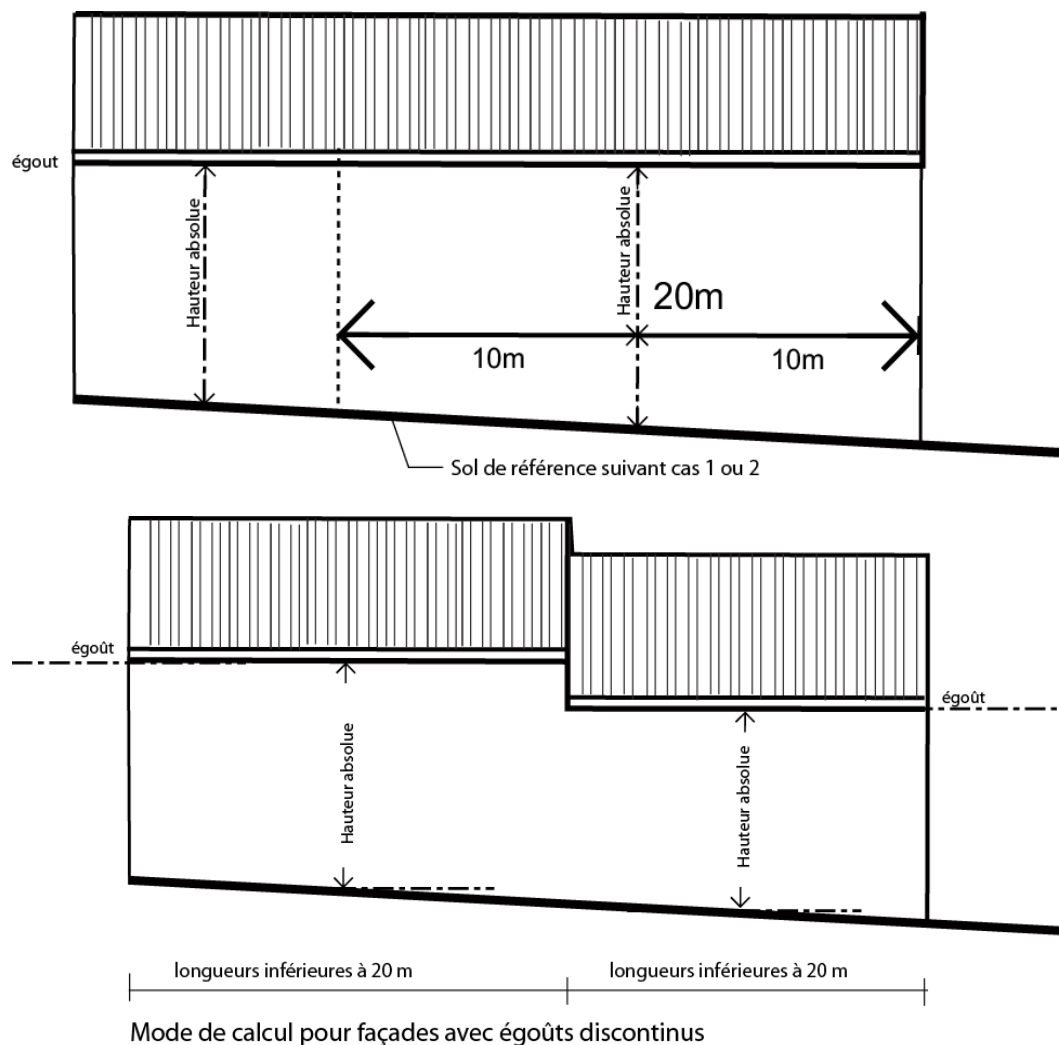 égout
Hauteur absolue
Hauteur absolue
20m
10m
10m
Sol de référence suivant cas 1 ou 2
égoût
égoût
Hauteur absolue
Hauteur absolue
longueurs inférieures à 20 m
longueurs inférieures à 20 m
Mode de calcul pour façades avec égoûts discontinus